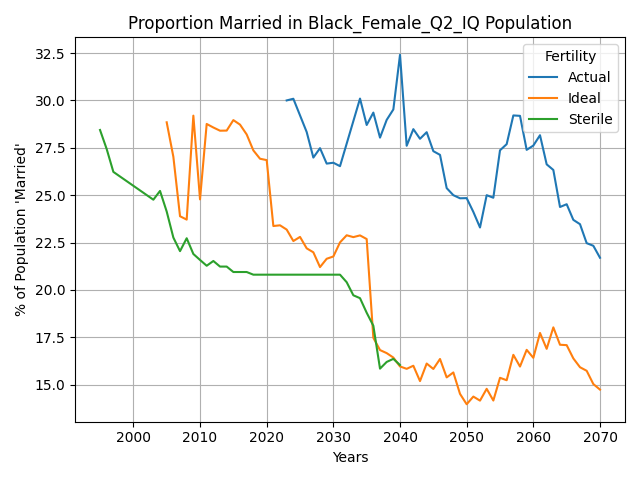 Proportion Married in Black_Female_Q2_IQ Population
Fertility
Actual
Ideal
Sterile
% of Population 'Married'
32.5
30.0
27.5
25.0
22.5
20.0
17.5
15.0
2000 2010 2020 2030 2040 2050 2060 2070
Years